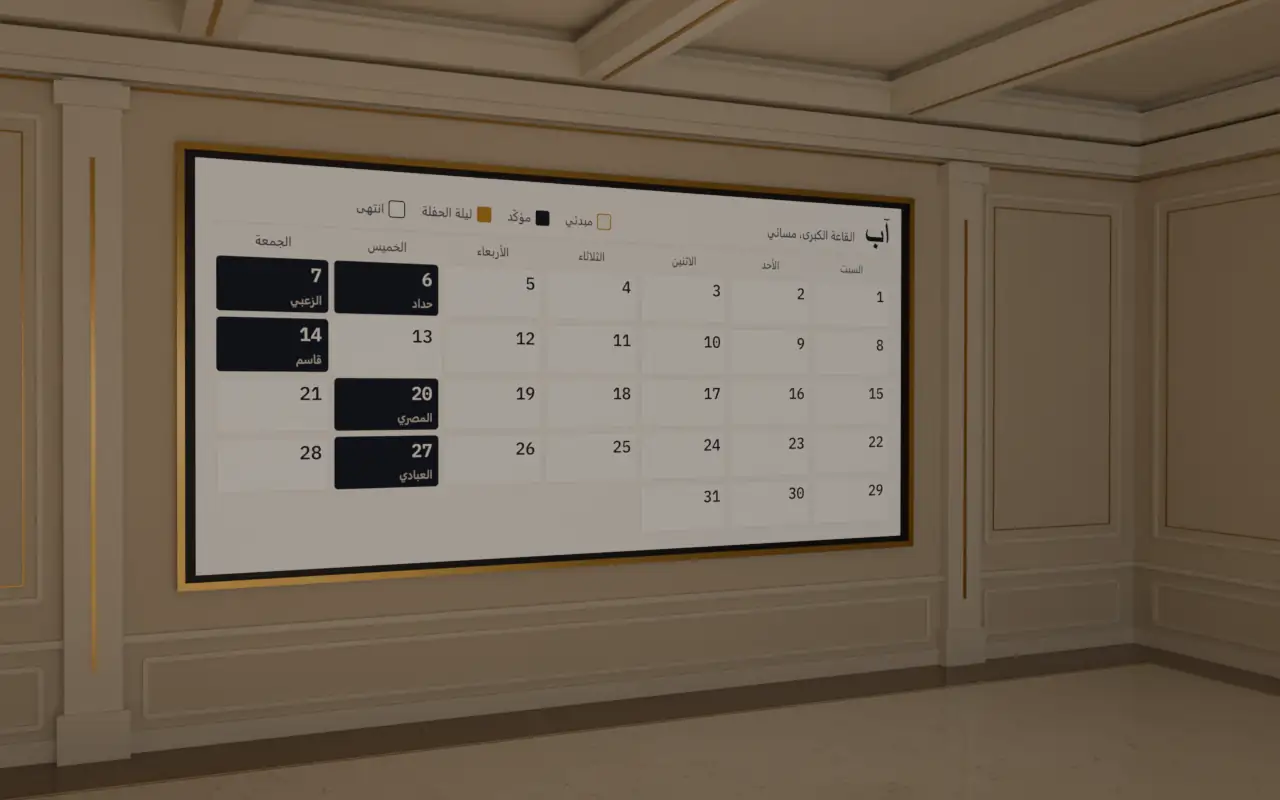 آب القاعة الكبرى، مسائي
مبدئي مؤكّد ليلة الحفلة انتهى
السبت الأحد الاثنين الثلاثاء الأربعاء الخميس الجمعة
1 2 3 4 5 6 7
حداد الزعبي
8 9 10 11 12 13 14
قاسم
15 16 17 18 19 20 21
المصري
22 23 24 25 26 27 28
العبادي
29 30 31